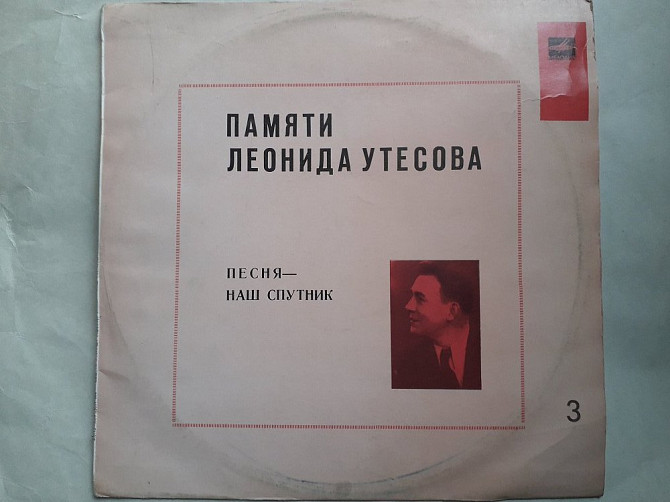 ПАМЯТИ
ЛЕОНИДА УТЕСОВА
ПЕСНЯ—
НАШ СПУТНИК
3